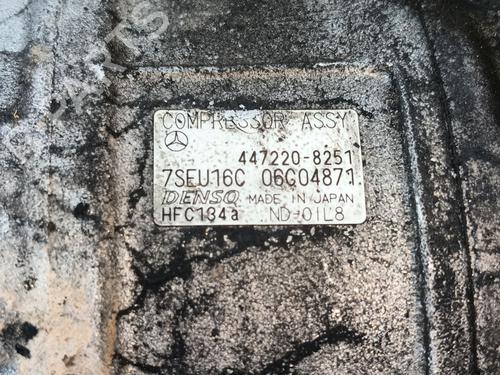 COMPRESSOR ASSY
447220-8251
7SEU16C 06C04871
DENSO MADE IN JAPAN
HFC134a ND-OIL8